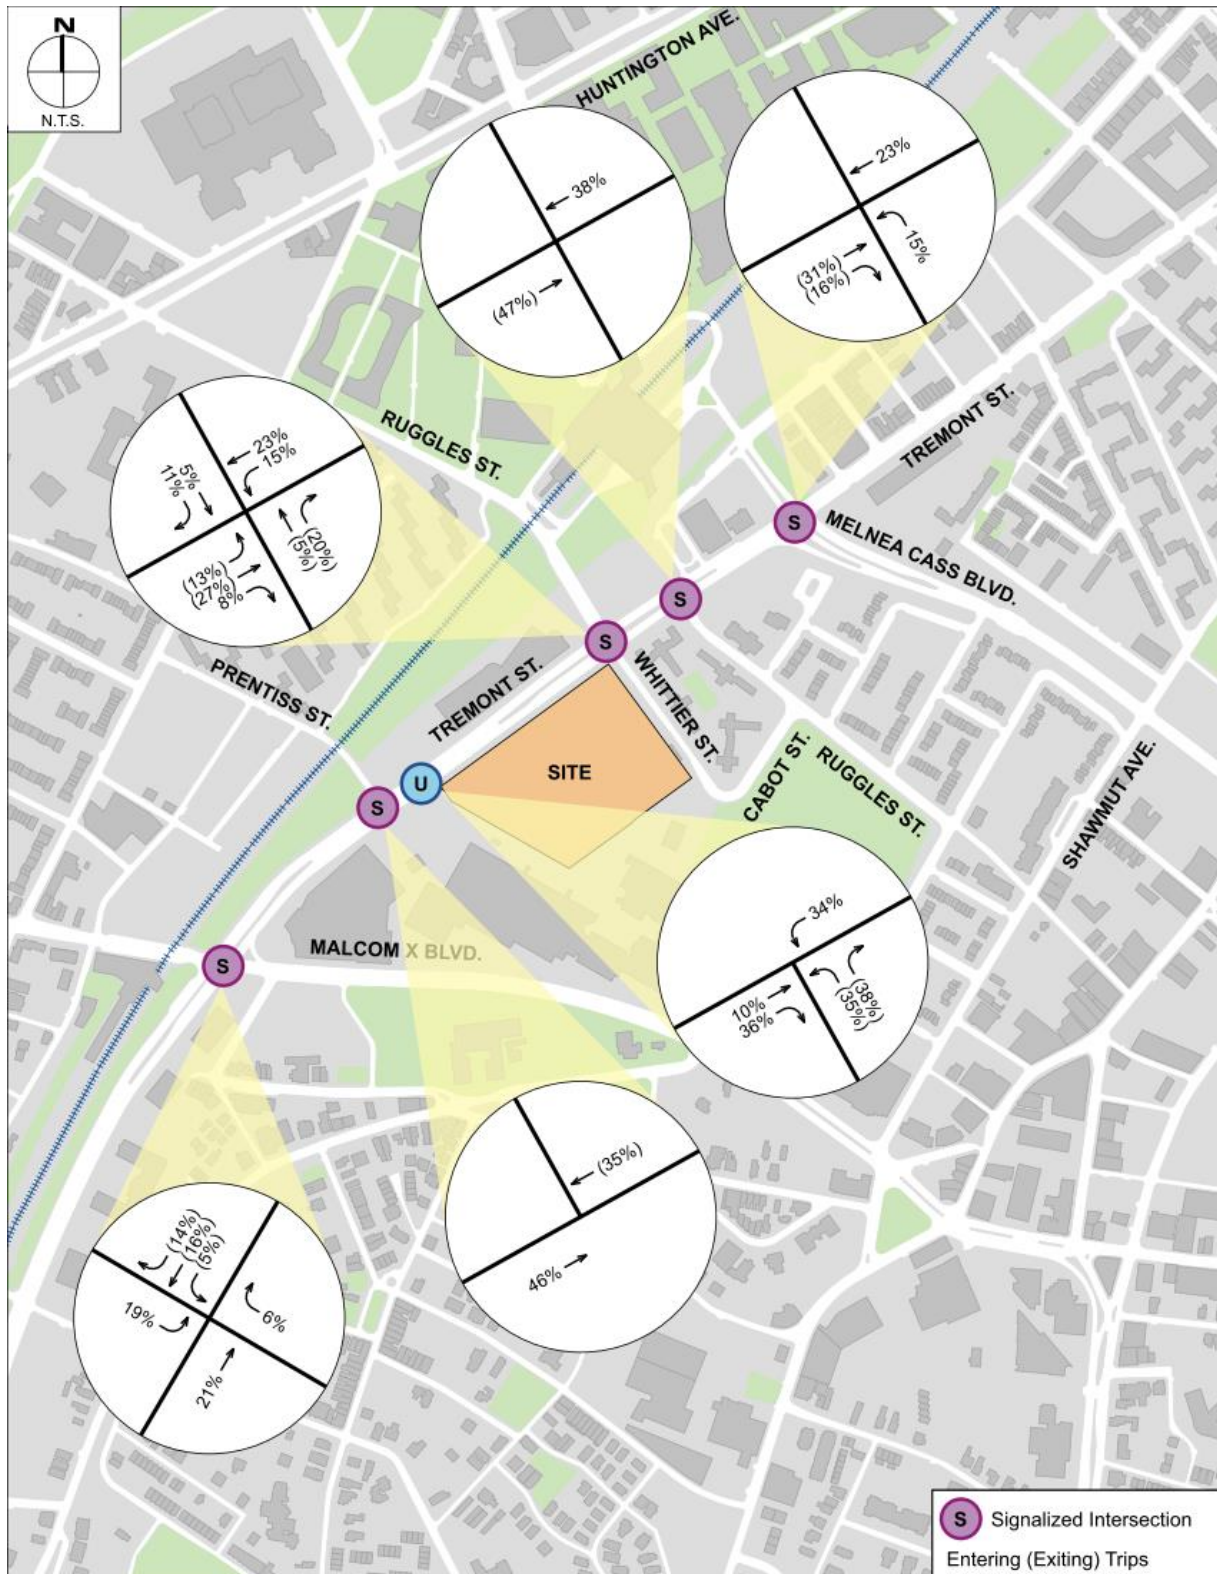 N
N.T.S.
HUNTINGTON AVE.
23%
15%
(31%)
(16%)
38%
(47%)
RUGGLES ST.
TREMONT ST.
23%
15%
5%
11%
(20%)
(5%)
(13%)
(27%)
8%
S
MELNEA CASS BLVD.
S
S
PRENTISS ST.
TREMONT ST.
WHITTIER ST.
SITE
U
S
CABOT ST.
RUGGLES ST.
SHAWMUT AVE.
34%
(38%)
(35%)
10%
36%
MALCOM X BLVD.
S
(35%)
46%
(14%)
(16%)
(5%)
19%
6%
21%
S Signalized Intersection
Entering (Exiting) Trips